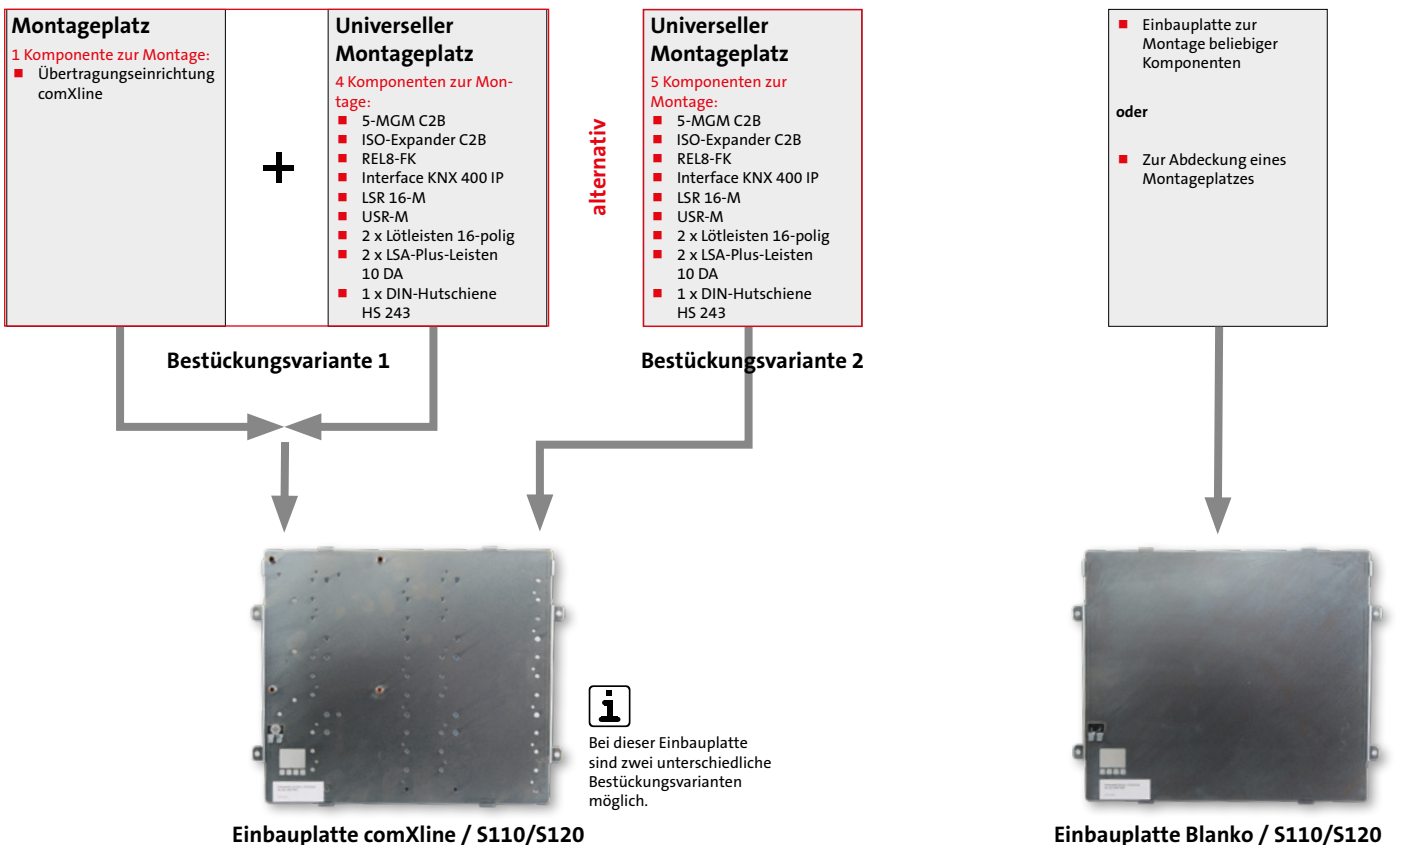 Montageplatz
1 Komponente zur Montage:
Übertragungseinrichtung
comXline
Universeller
Montageplatz
4 Komponenten zur Mon-
tage:
5-MGM C2B
ISO-Expander C2B
REL8-FK
Interface KNX 400 IP
LSR 16-M
USR-M
2 x Lötleisten 16-polig
2 x LSA-Plus-Leisten
10 DA
1 x DIN-Hutschiene
HS 243
Bestückungsvariante 1
alternativ
Universeller
Montageplatz
5 Komponenten zur
Montage:
5-MGM C2B
ISO-Expander C2B
REL8-FK
Interface KNX 400 IP
LSR 16-M
USR-M
2 x Lötleisten 16-polig
2 x LSA-Plus-Leisten
10 DA
1 x DIN-Hutschiene
HS 243
Bestückungsvariante 2
Einbauplatte zur
Montage beliebiger
Komponenten
oder
Zur Abdeckung eines
Montageplatzes
Bei dieser Einbauplatte
sind zwei unterschiedliche
Bestückungsvarianten
möglich.
Einbauplatte comXline / S110/S120
Einbauplatte Blanko / S110/S120